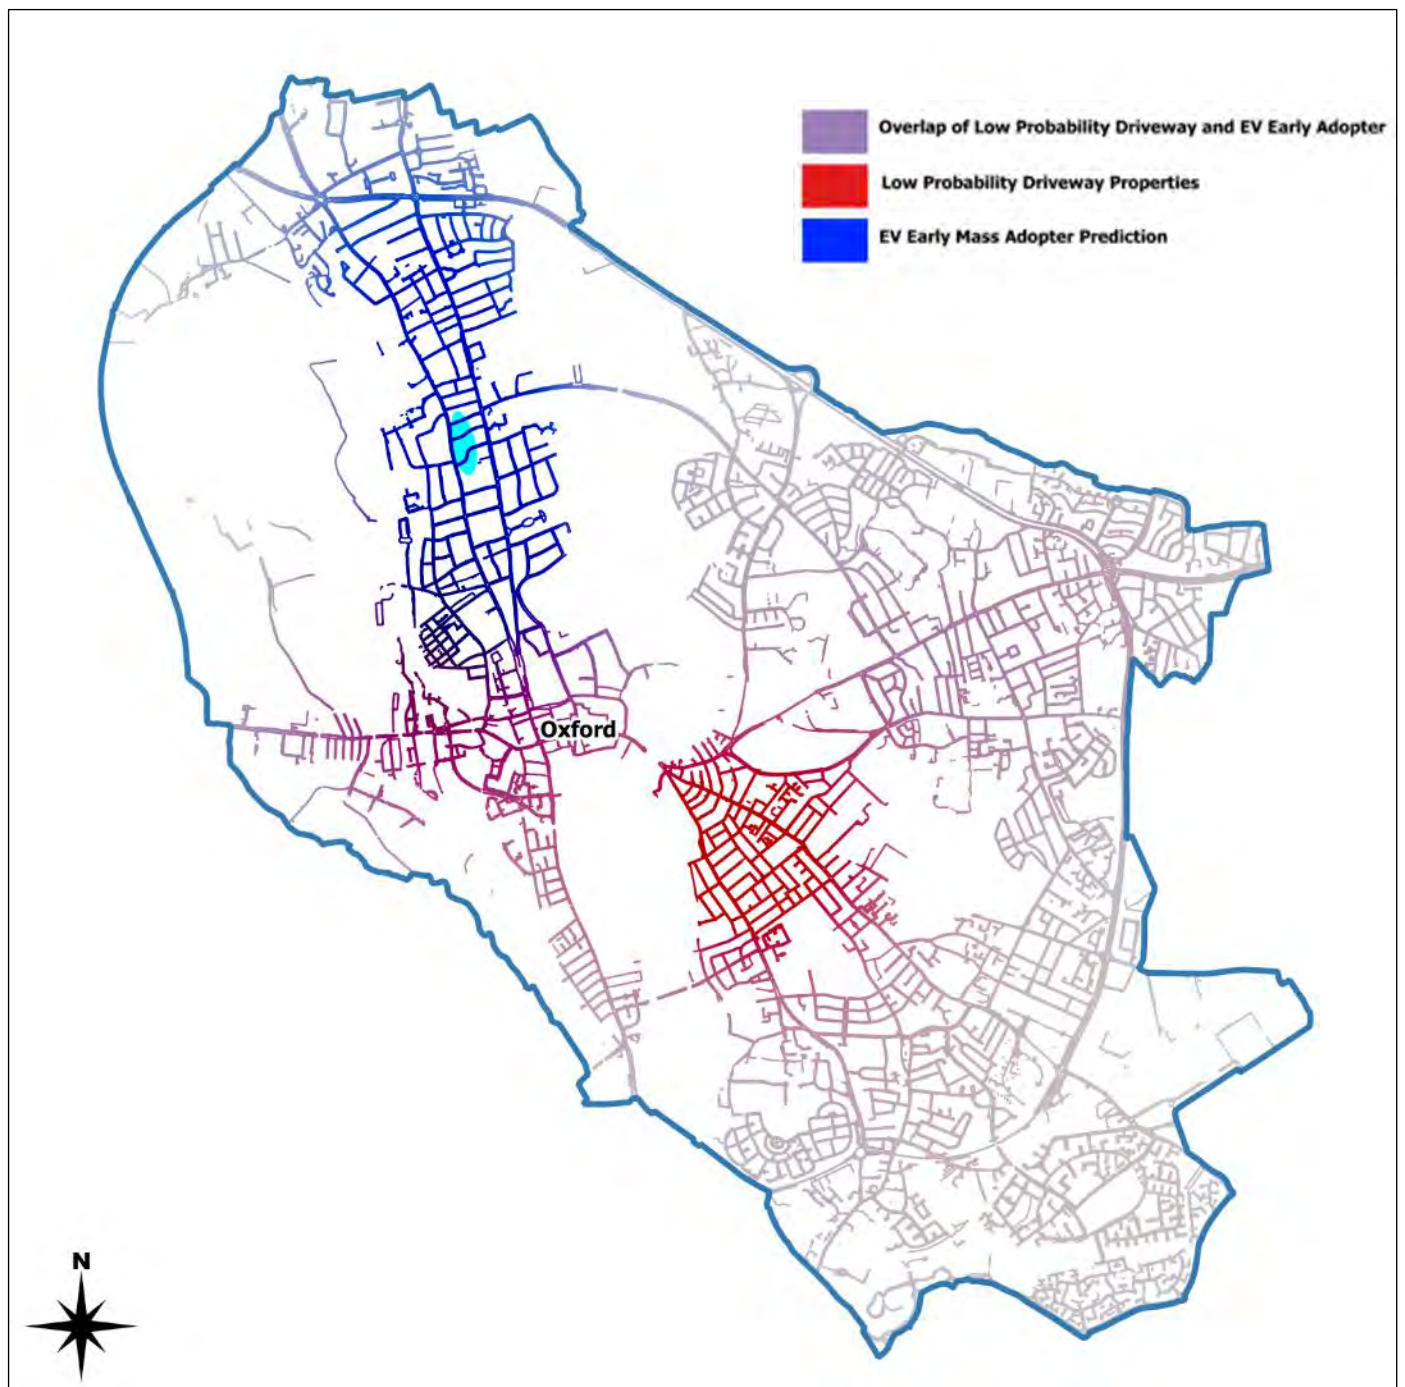 Overlap of Low Probability Driveway and EV Early Adopter
Low Probability Driveway Properties
EV Early Mass Adopter Prediction
Oxford
N